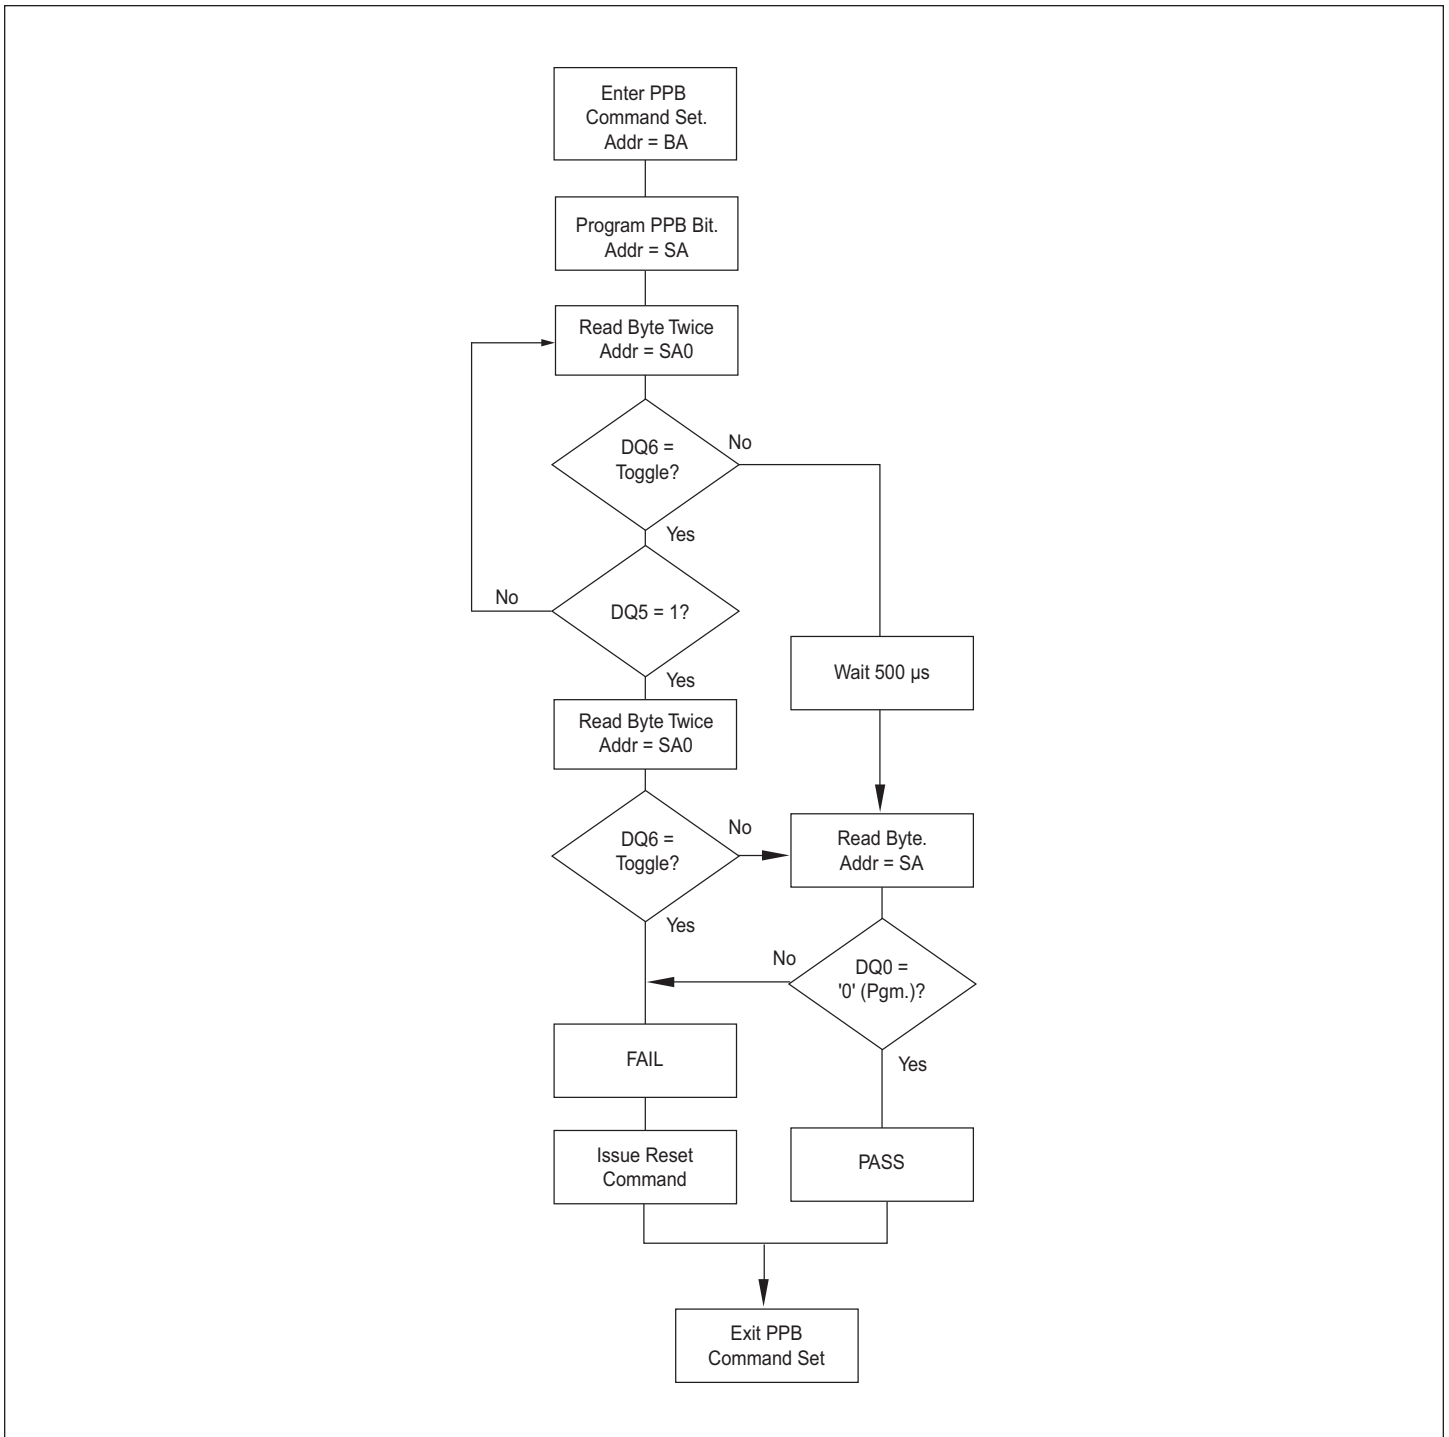 Enter PPB
Command Set.
Addr = BA
Program PPB Bit.
Addr = SA
Read Byte Twice
Addr = SA0
DQ6 =
Toggle?
No
Yes
DQ5 = 1?
No
Yes
Wait 500 µs
Read Byte Twice
Addr = SA0
DQ6 =
Toggle?
No
Yes
Read Byte.
Addr = SA
DQ0 =
'0' (Pgm.)?
No
Yes
FAIL
Issue Reset
Command
PASS
Exit PPB
Command Set